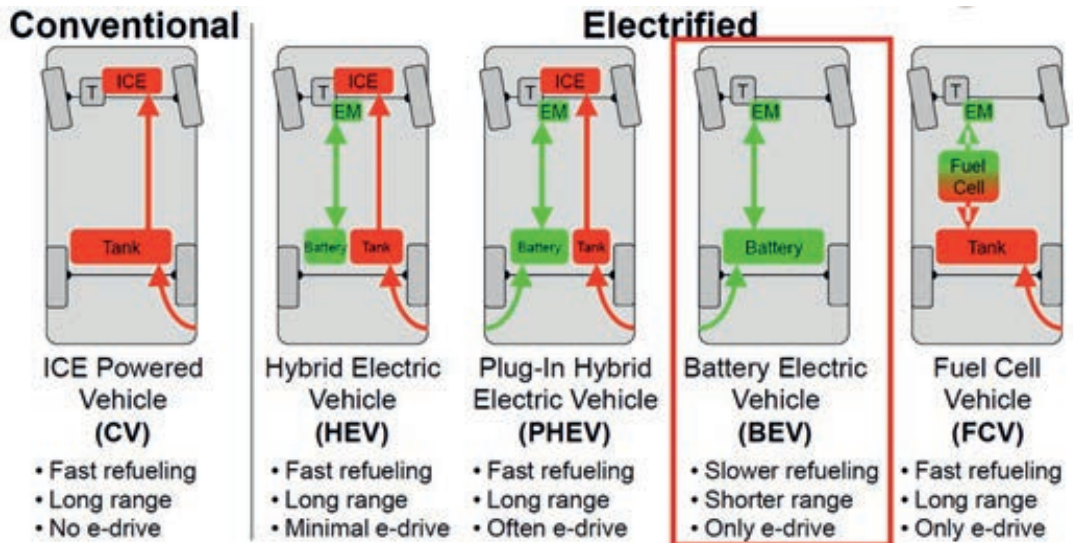 Conventional
Electrified
T
ICE
Tank
ICE Powered
Vehicle
(CV)
• Fast refueling
• Long range
• No e-drive
T
ICE
EM
Battery
Tank
Hybrid Electric
Vehicle
(HEV)
• Fast refueling
• Long range
• Minimal e-drive
T
ICE
EM
Battery
Tank
Plug-In Hybrid
Electric Vehicle
(PHEV)
• Fast refueling
• Long range
• Often e-drive
T
EM
Battery
Battery Electric
Vehicle
(BEV)
• Slower refueling
• Shorter range
• Only e-drive
T
EM
Fuel
Cell
Tank
Fuel Cell
Vehicle
(FCV)
• Fast refueling
• Long range
• Only e-drive